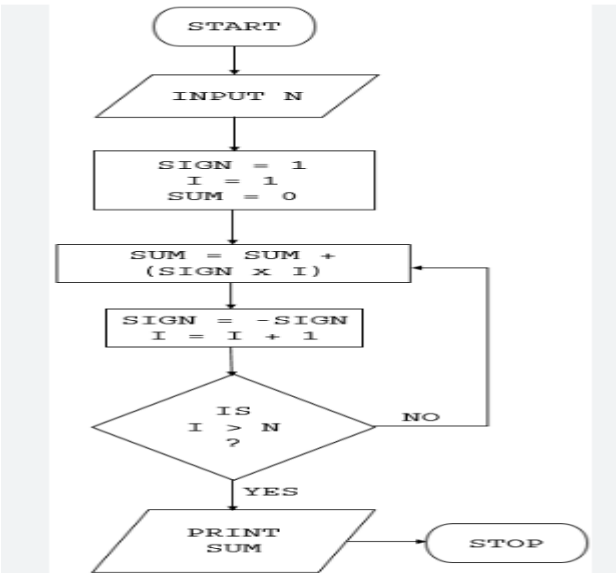 START
INPUT N
SIGN = 1
I = 1
SUM = 0
SUM = SUM +
(SIGN x I)
SIGN = -SIGN
I = I + 1
IS
I > N
?
NO
YES
PRINT
SUM
STOP